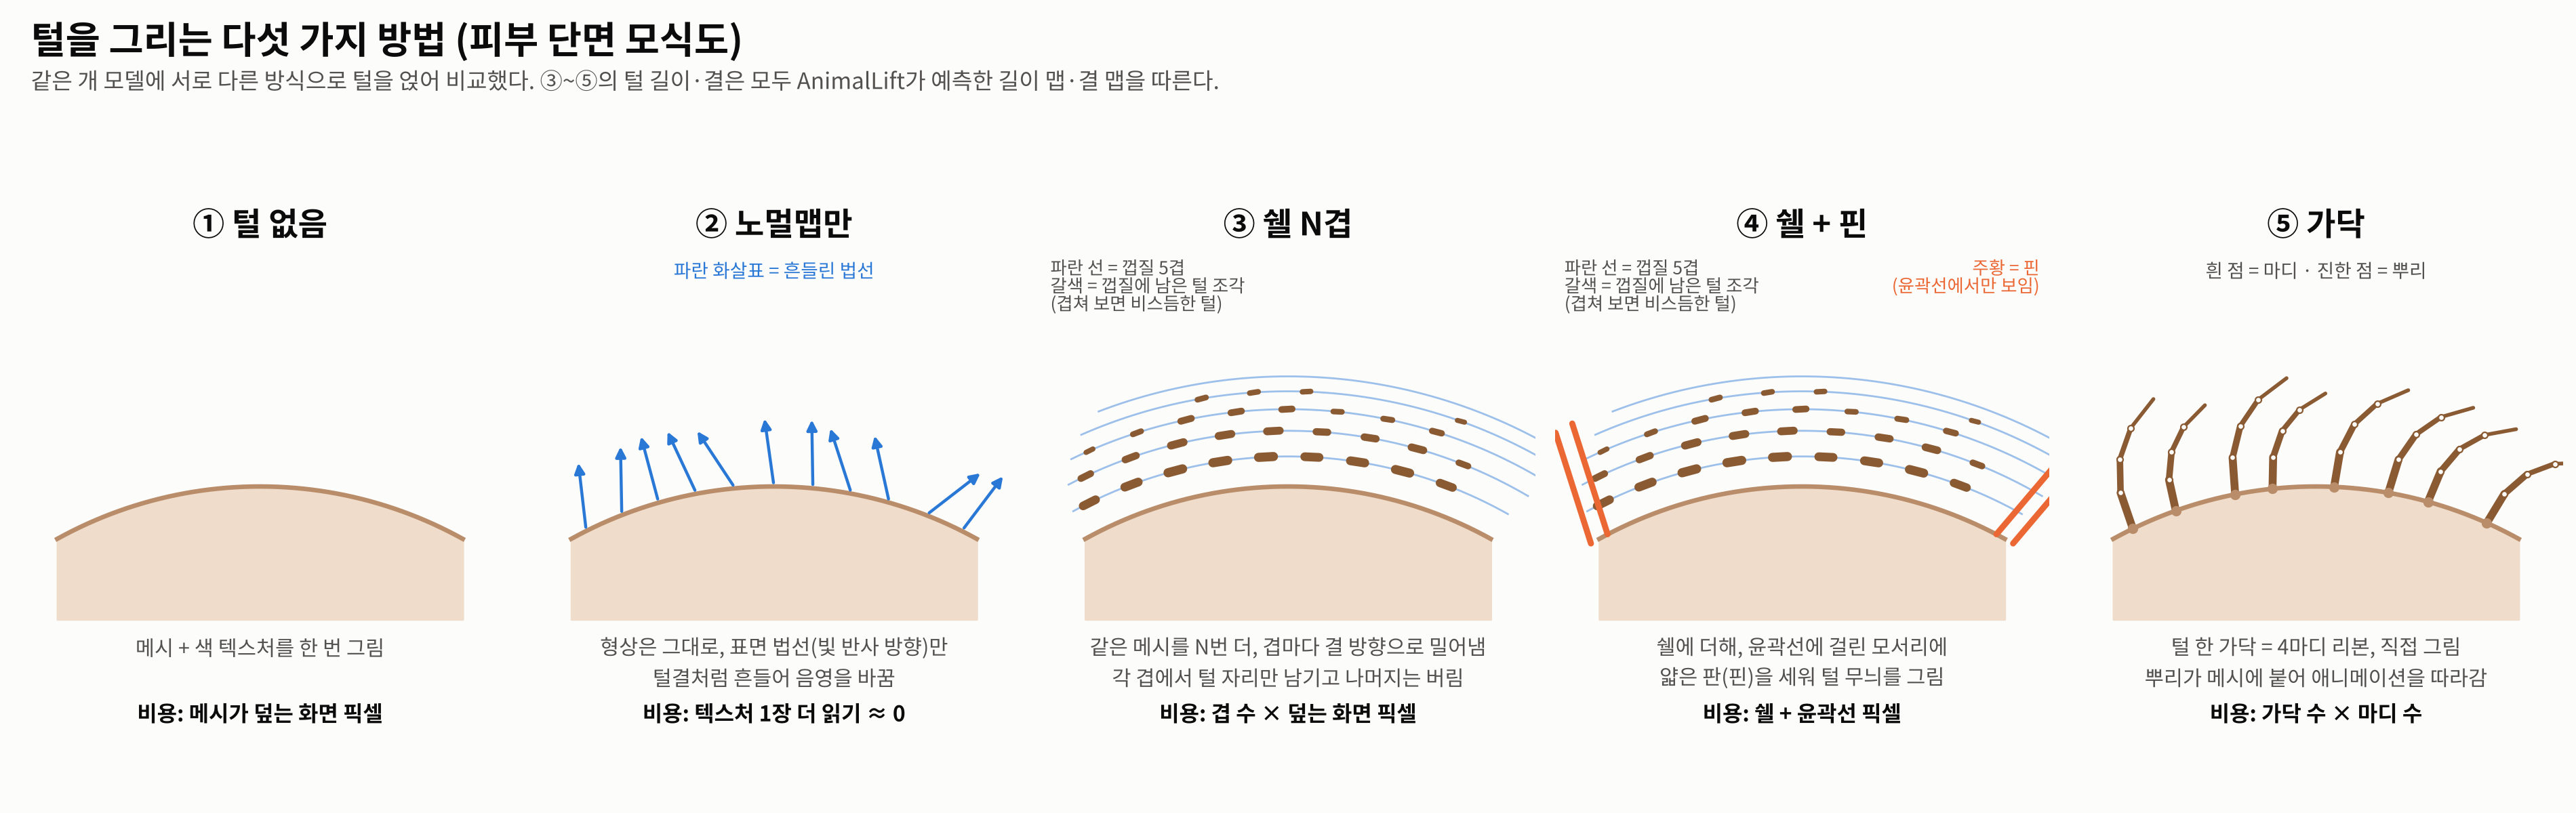 털을 그리는 다섯 가지 방법 (피부 단면 모식도)
같은 개 모델에 서로 다른 방식으로 털을 얹어 비교했다. ③~⑤의 털 길이·결은 모두 AnimalLift가 예측한 길이 맵·결 맵을 따른다.
① 털 없음
메시 + 색 텍스처를 한 번 그림
비용: 메시가 덮는 화면 픽셀
② 노멀맵만
파란 화살표 = 흔들린 법선
형상은 그대로, 표면 법선(빛 반사 방향)만
털결처럼 흔들어 음영을 바꿈
비용: 텍스처 1장 더 읽기 ≈ 0
③ 쉘 N겹
파란 선 = 껍질 5겹
갈색 = 껍질에 남은 털 조각
(겹쳐 보면 비스듬한 털)
같은 메시를 N번 더, 겹마다 결 방향으로 밀어냄
각 겹에서 털 자리만 남기고 나머지는 버림
비용: 겹 수 × 덮는 화면 픽셀
④ 쉘 + 핀
파란 선 = 껍질 5겹
갈색 = 껍질에 남은 털 조각
(겹쳐 보면 비스듬한 털)
주황 = 핀
(윤곽선에서만 보임)
쉘에 더해, 윤곽선에 걸린 모서리에
얇은 판(핀)을 세워 털 무늬를 그림
비용: 쉘 + 윤곽선 픽셀
⑤ 가닥
흰 점 = 마디 · 진한 점 = 뿌리
털 한 가닥 = 4마디 리본, 직접 그림
뿌리가 메시에 붙어 애니메이션을 따라감
비용: 가닥 수 × 마디 수